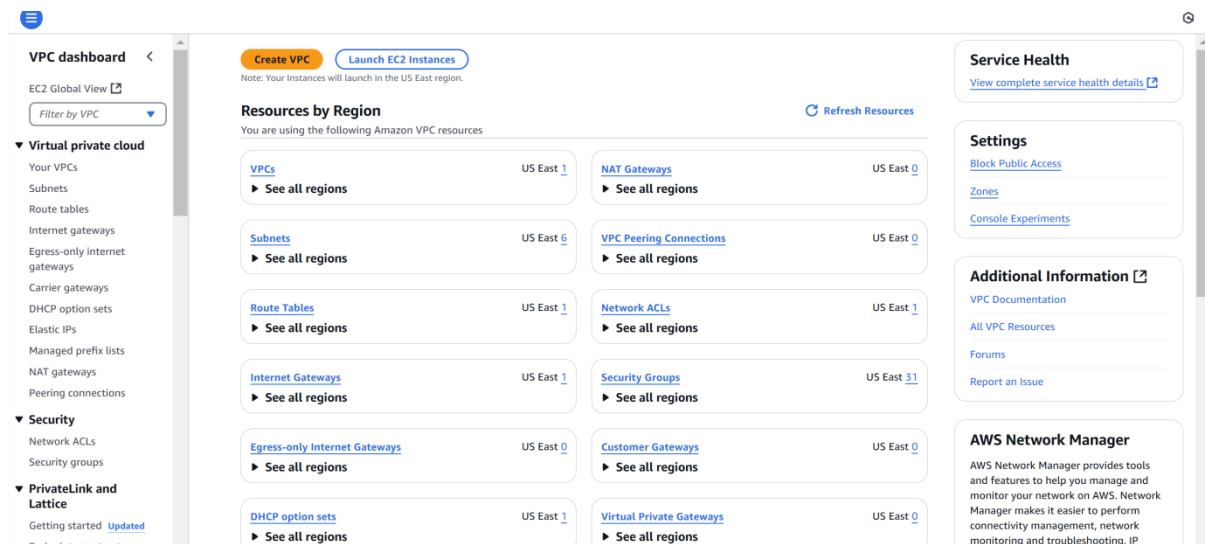 VPC dashboard
EC2 Global View
Filter by VPC
Virtual private cloud
Your VPCs
Subnets
Route tables
Internet gateways
Egress-only internet
gateways
Carrier gateways
DHCP option sets
Elastic IPs
Managed prefix lists
NAT gateways
Peering connections
Security
Network ACLs
Security groups
PrivateLink and
Lattice
Getting started Updated
Create VPC Launch EC2 Instances
Note: Your Instances will launch in the US East region.
Resources by Region Refresh Resources
You are using the following Amazon VPC resources
VPCs US East 1
See all regions
NAT Gateways US East 0
See all regions
Subnets US East 6
See all regions
VPC Peering Connections US East 0
See all regions
Route Tables US East 1
See all regions
Network ACLs US East 1
See all regions
Internet Gateways US East 1
See all regions
Security Groups US East 31
See all regions
Egress-only Internet Gateways US East 0
See all regions
Customer Gateways US East 0
See all regions
DHCP option sets US East 1
See all regions
Virtual Private Gateways US East 0
See all regions
Service Health
View complete service health details
Settings
Block Public Access
Zones
Console Experiments
Additional Information
VPC Documentation
All VPC Resources
Forums
Report an Issue
AWS Network Manager
AWS Network Manager provides tools
and features to help you manage and
monitor your network on AWS. Network
Manager makes it easier to perform
connectivity management, network
monitoring and troubleshooting, IP